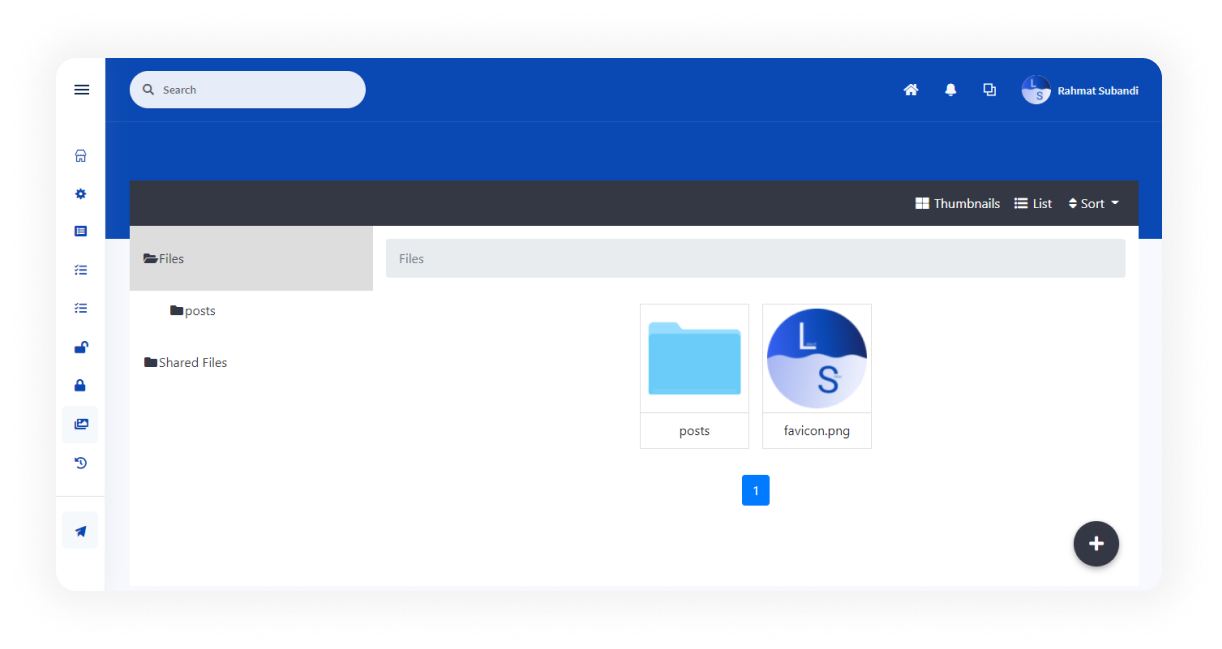 Search
Rahmat Subandi
L
S
Thumbnails List Sort
Files
posts
Shared Files
Files
L
S
posts
favicon.png
1